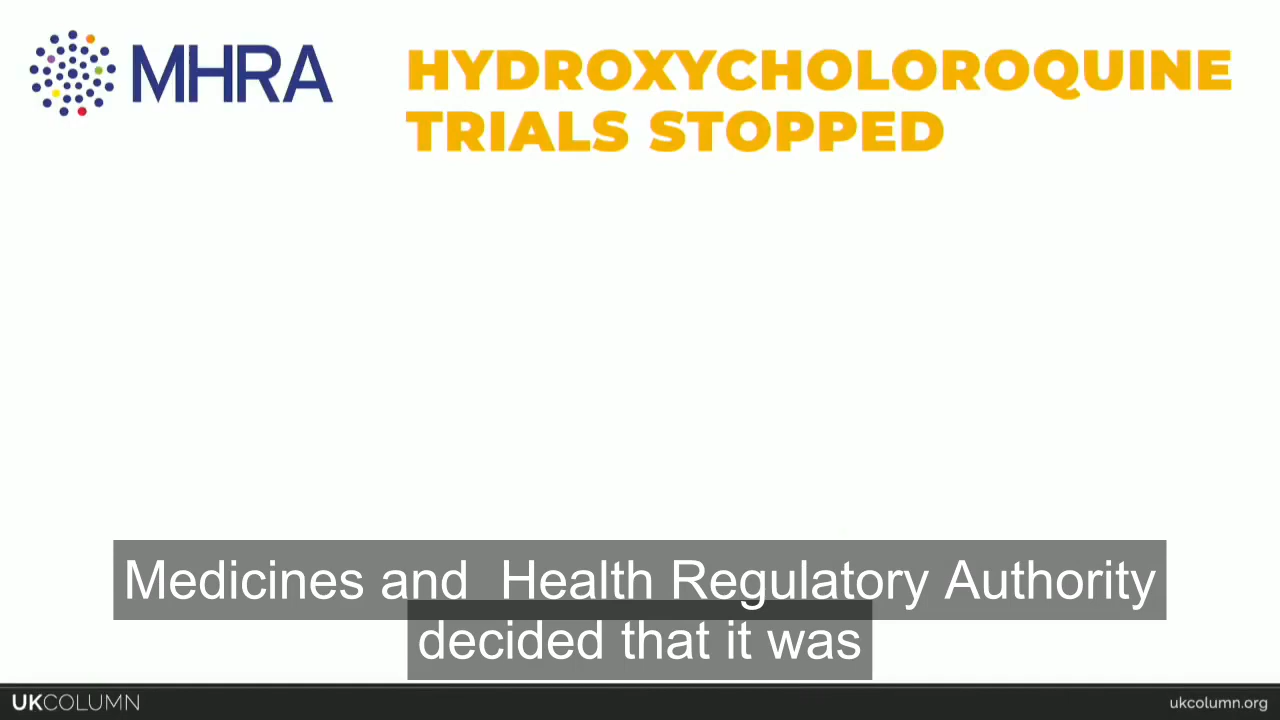 MHRA
HYDROXYCHOLOROQUINE
TRIALS STOPPED
Medicines and  Health Regulatory Authority
decided that it was
UKCOLUMN
ukcolumn.org